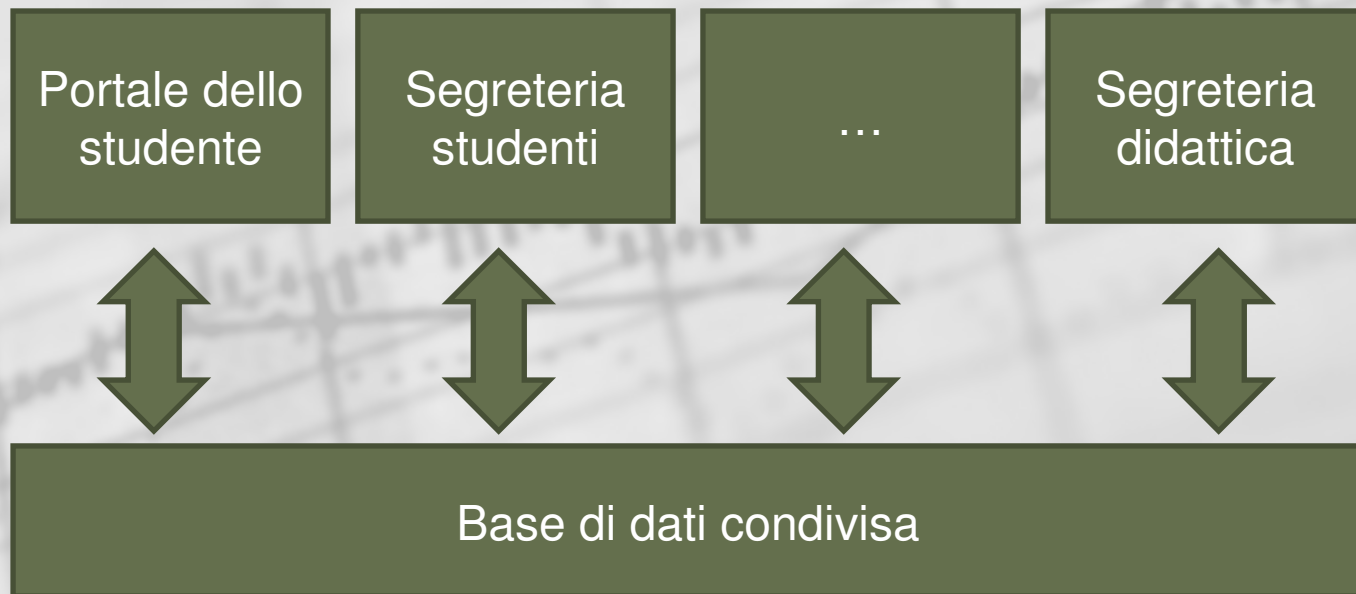 Portale dello
studente
Segreteria
studenti
...
Segreteria
didattica
Base di dati condivisa